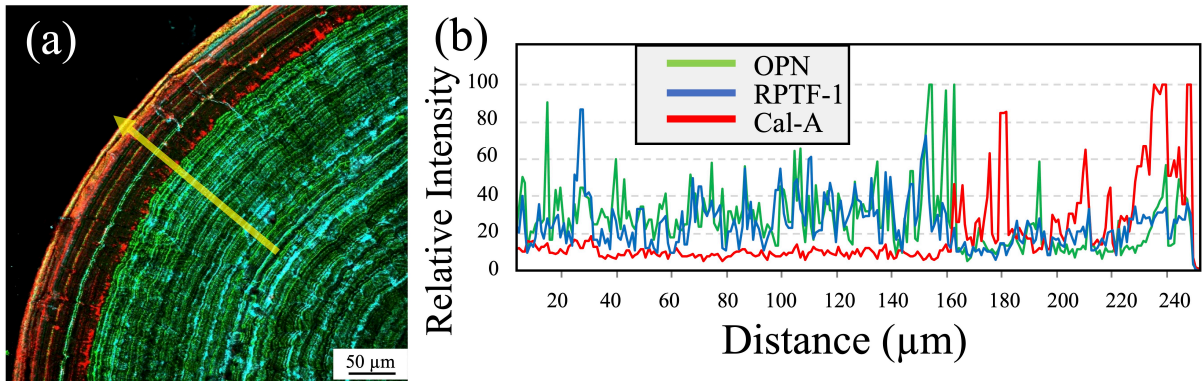 (a)
50 µm
(b)
Relative Intensity
100
80
60
40
20
0
OPN
RPTF-1
Cal-A
20 40 60 80 100 120 140 160 180 200 220 240
Distance (µm)